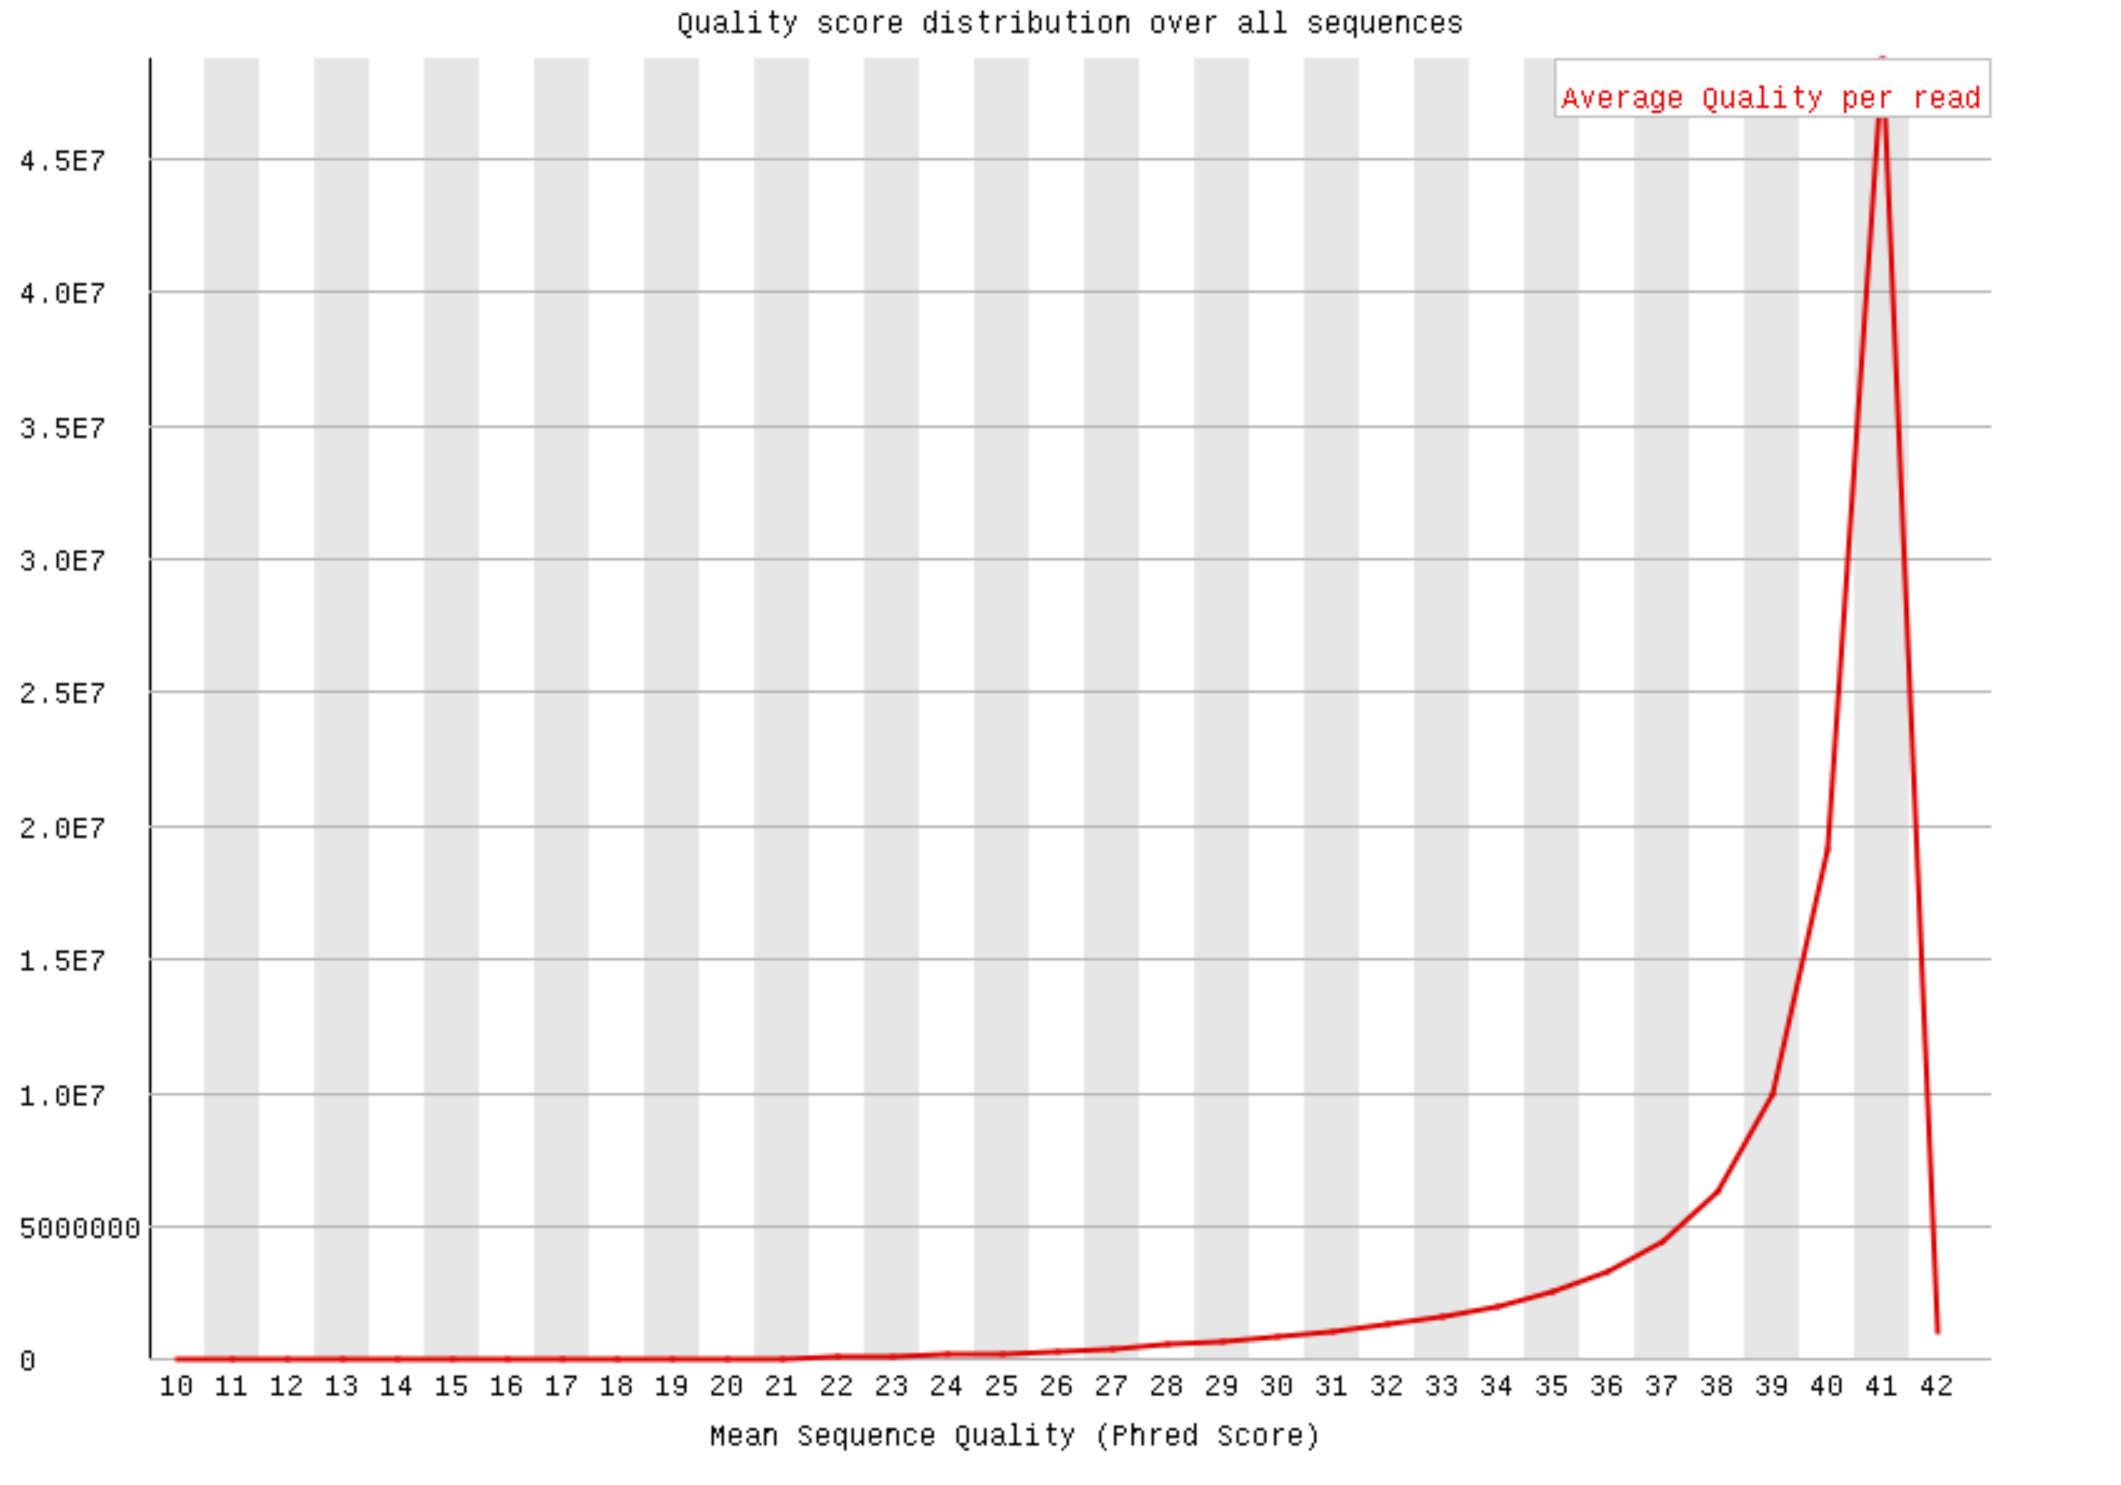 Quality score distribution over all sequences
Average Quality per read
4.5E7
4.0E7
3.5E7
3.0E7
2.5E7
2.0E7
1.5E7
1.0E7
5000000
0
10 11 12 13 14 15 16 17 18 19 20 21 22 23 24 25 26 27 28 29 30 31 32 33 34 35 36 37 38 39 40 41 42
Mean Sequence Quality (Phred Score)